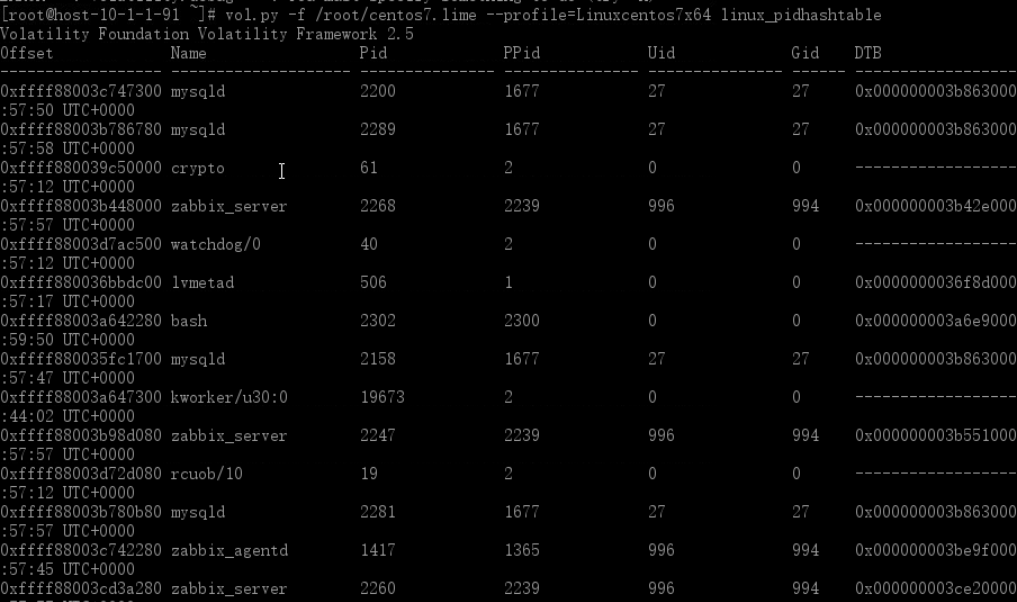 [root@host-10-1-1-91 ~]# vol.py -f /root/centos7.lime --profile=Linuxcentos7x64 linux_pidhashtable
Volatility Foundation Volatility Framework 2.5
Offset Name Pid PPid Uid Gid DTB
------------------ -------------------- --------------- --------------- --------------- ------ ------------------
0xffff88003c747300 mysqld 2200 1677 27 27 0x000000003b863000
:57:50 UTC+0000
0xffff88003b786780 mysqld 2289 1677 27 27 0x000000003b863000
:57:58 UTC+0000
0xffff880039c50000 crypto 61 2 0 0 ------------------
:57:12 UTC+0000
0xffff88003b448000 zabbix_server 2268 2239 996 994 0x000000003b42e000
:57:57 UTC+0000
0xffff88003d7ac500 watchdog/0 40 2 0 0 ------------------
:57:12 UTC+0000
0xffff880036bbdc00 lvmetad 506 1 0 0 0x0000000036f8d000
:57:17 UTC+0000
0xffff88003a642280 bash 2302 2300 0 0 0x000000003a6e9000
:59:50 UTC+0000
0xffff880035fc1700 mysqld 2158 1677 27 27 0x000000003b863000
:57:47 UTC+0000
0xffff88003a647300 kworker/u30:0 19673 2 0 0 ------------------
:44:02 UTC+0000
0xffff88003b98d080 zabbix_server 2247 2239 996 994 0x000000003b551000
:57:57 UTC+0000
0xffff88003d72d080 rcuob/10 19 2 0 0 ------------------
:57:12 UTC+0000
0xffff88003b780b80 mysqld 2281 1677 27 27 0x000000003b863000
:57:57 UTC+0000
0xffff88003c742280 zabbix_agentd 1417 1365 996 994 0x000000003be9f000
:57:45 UTC+0000
0xffff88003cd3a280 zabbix_server 2260 2239 996 994 0x000000003ce20000